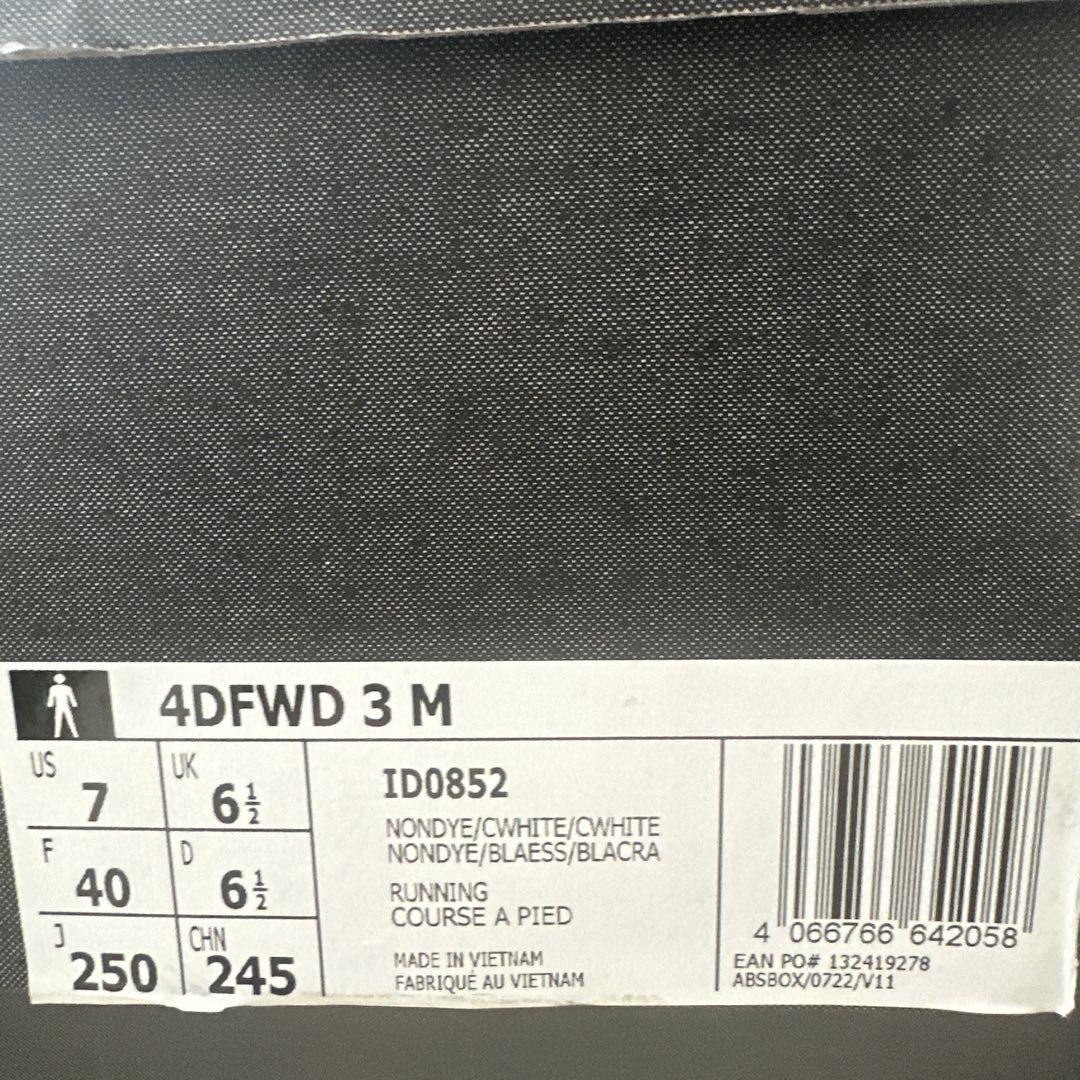 4DFWD 3 M
US 7
UK 6½
F 40
D 6½
J 250
CHN 245
ID0852
NONDYE/CWHITE/CWHITE
NONDYE/BLAESS/BLACRA
RUNNING
COURSE A PIED
MADE IN VIETNAM
FABRIQUÉ AU VIETNAM
4 066766 642058
EAN PO# 132419278
ABSBOX/0722/V11